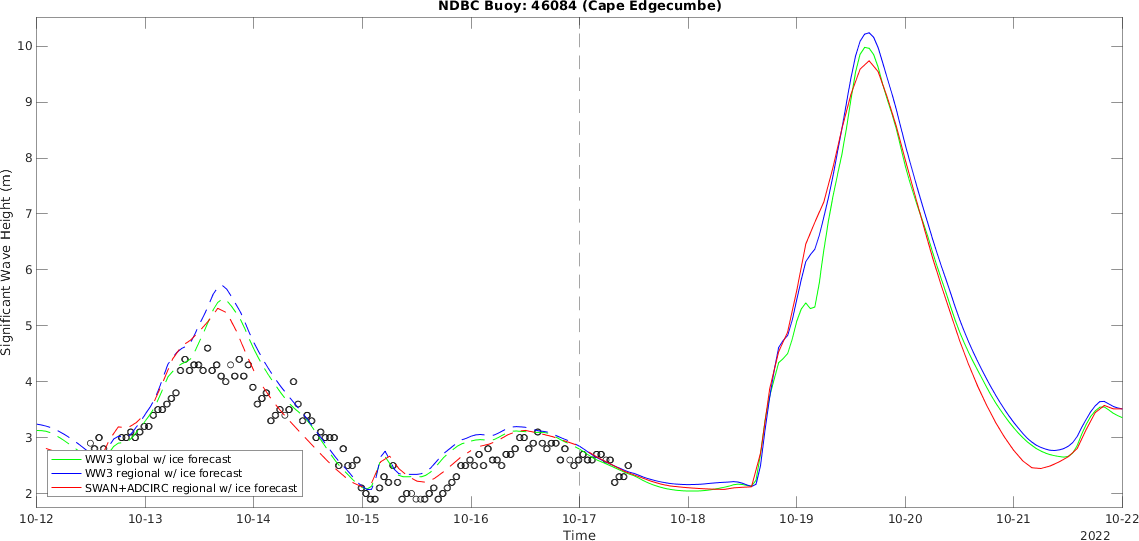 NDBC Buoy: 46084 (Cape Edgecumbe)
10
9
8
7
6
5
4
3
2
Significant Wave Height (m)
WW3 global w/ ice forecast
WW3 regional w/ ice forecast
SWAN+ADCIRC regional w/ ice forecast
10-12 10-13 10-14 10-15 10-16 10-17 10-18 10-19 10-20 10-21 10-22
Time
2022